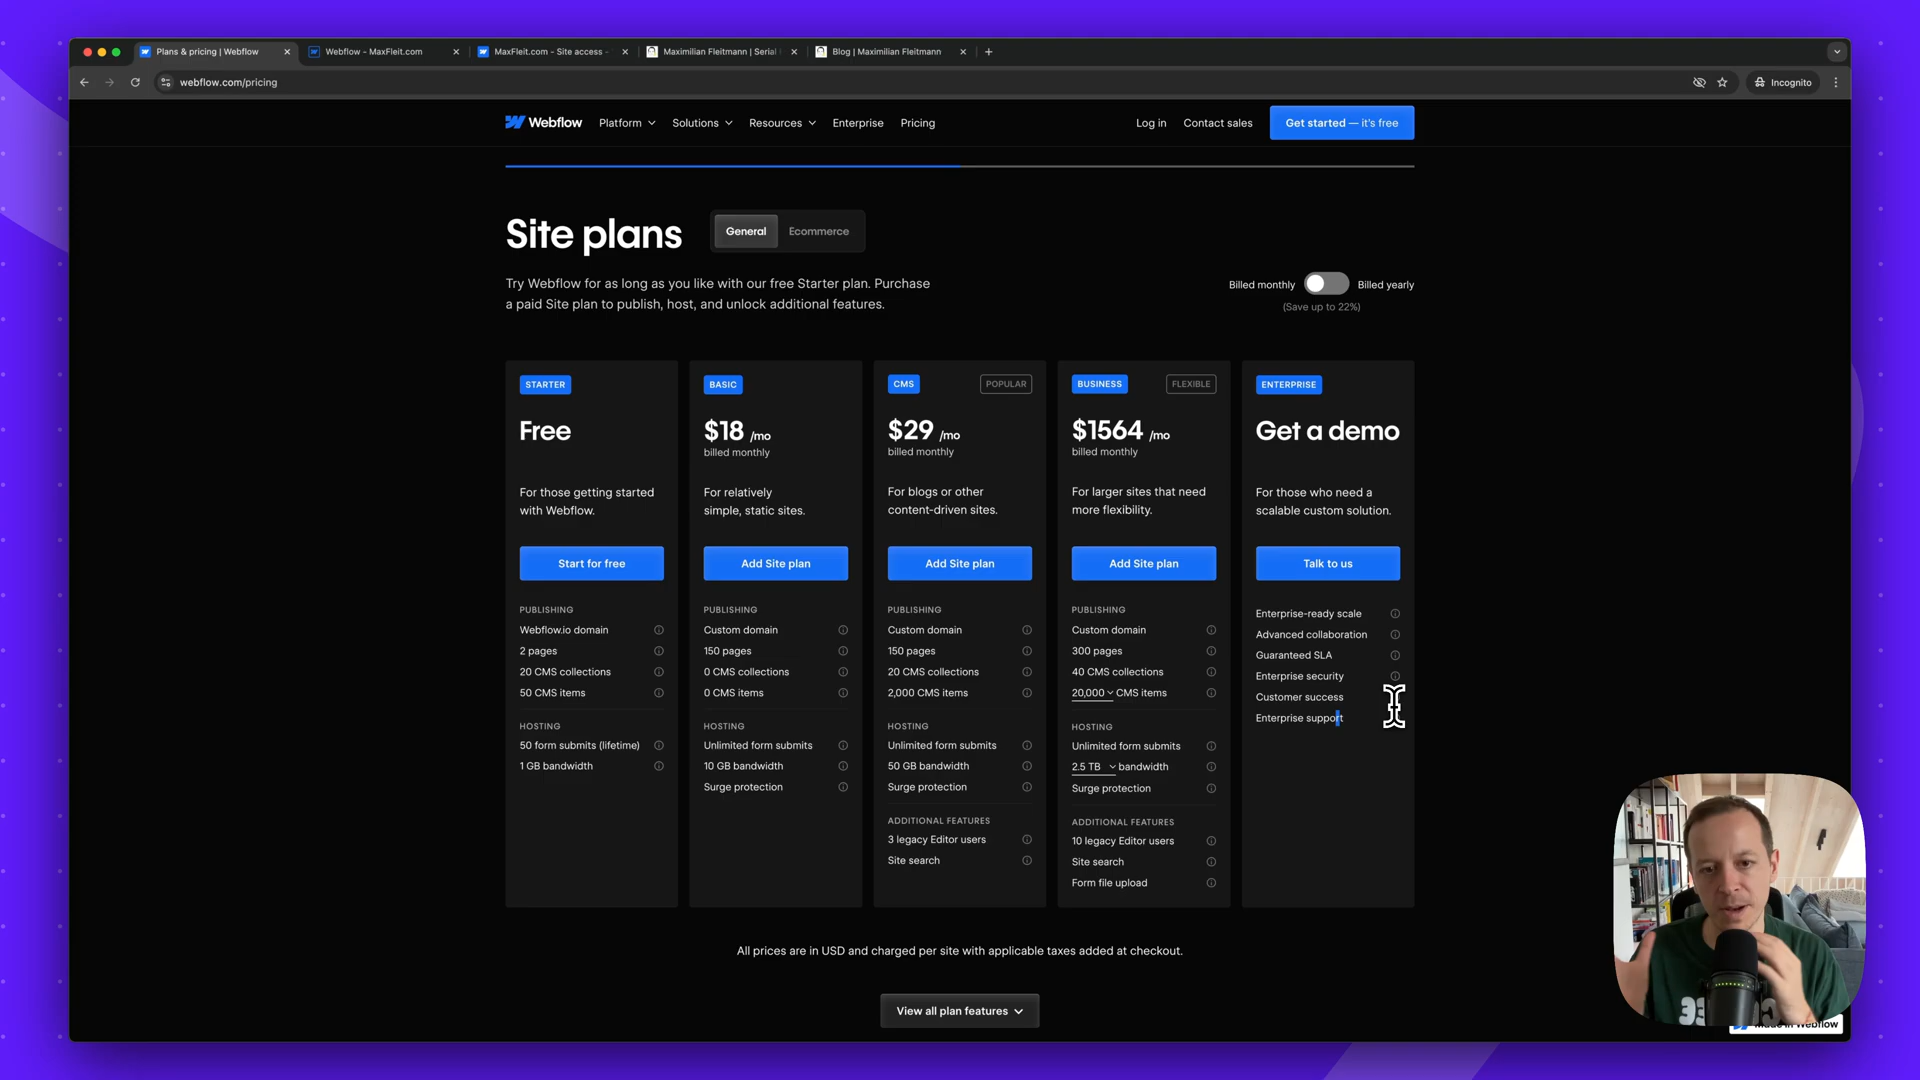 Plans & pricing | Webflow
Webflow - MaxFleit.com
MaxFleit.com - Site access -
Maximilian Fleitmann | Serial
Blog | Maximilian Fleitmann
webflow.com/pricing
Incognito
Webflow Platform Solutions Resources Enterprise Pricing Log in Contact sales Get started — it's free
Site plans General Ecommerce
Try Webflow for as long as you like with our free Starter plan. Purchase
a paid Site plan to publish, host, and unlock additional features.
Billed monthly Billed yearly
(Save up to 22%)
STARTER
Free
For those getting started
with Webflow.
Start for free
PUBLISHING
Webflow.io domain
2 pages
20 CMS collections
50 CMS items
HOSTING
50 form submits (lifetime)
1 GB bandwidth
BASIC
$18 /mo
billed monthly
For relatively
simple, static sites.
Add Site plan
PUBLISHING
Custom domain
150 pages
0 CMS collections
0 CMS items
HOSTING
Unlimited form submits
10 GB bandwidth
Surge protection
CMS POPULAR
$29 /mo
billed monthly
For blogs or other
content-driven sites.
Add Site plan
PUBLISHING
Custom domain
150 pages
20 CMS collections
2,000 CMS items
HOSTING
Unlimited form submits
50 GB bandwidth
Surge protection
ADDITIONAL FEATURES
3 legacy Editor users
Site search
BUSINESS FLEXIBLE
$1564 /mo
billed monthly
For larger sites that need
more flexibility.
Add Site plan
PUBLISHING
Custom domain
300 pages
40 CMS collections
20,000 CMS items
HOSTING
Unlimited form submits
2.5 TB bandwidth
Surge protection
ADDITIONAL FEATURES
10 legacy Editor users
Site search
Form file upload
ENTERPRISE
Get a demo
For those who need a
scalable custom solution.
Talk to us
Enterprise-ready scale
Advanced collaboration
Guaranteed SLA
Enterprise security
Customer success
Enterprise support
All prices are in USD and charged per site with applicable taxes added at checkout.
View all plan features
Webflow